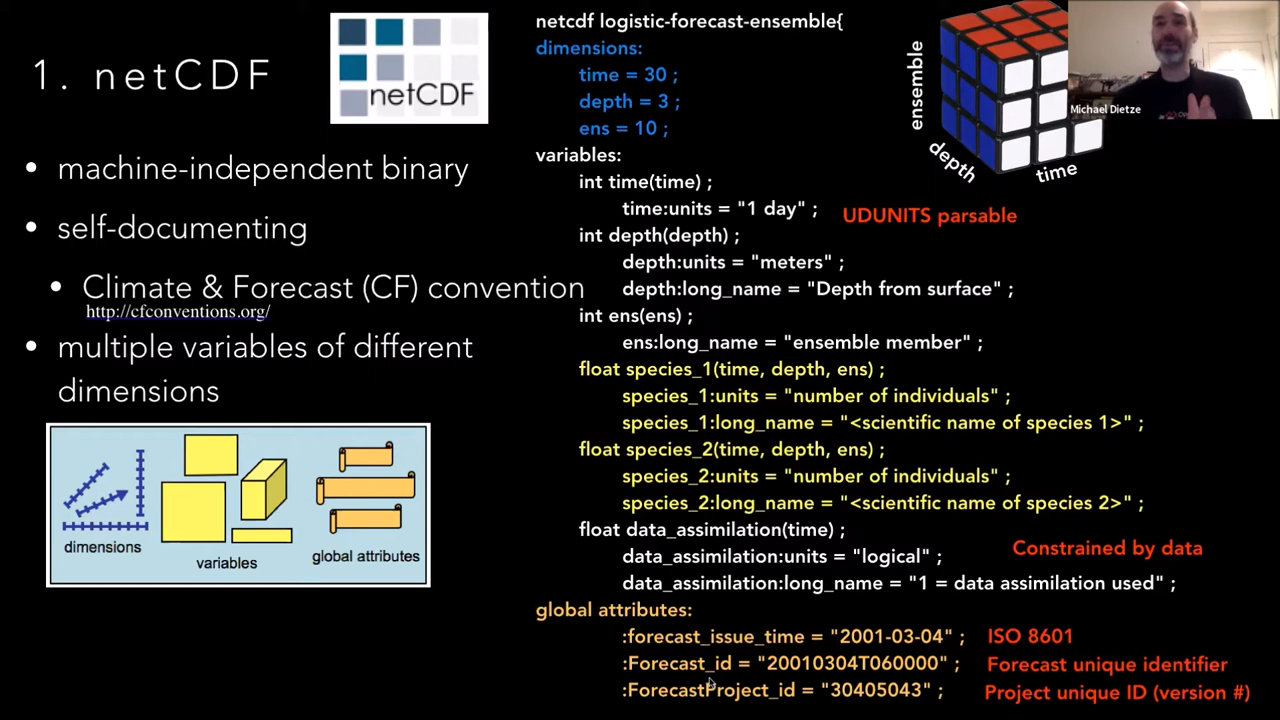 1. netCDF
netCDF
• machine-independent binary
• self-documenting
• Climate & Forecast (CF) convention
http://cfconventions.org/
• multiple variables of different
dimensions
dimensions
variables
global attributes
netcdf logistic-forecast-ensemble{
dimensions:
time = 30 ;
depth = 3 ;
ens = 10 ;
variables:
int time(time) ;
time:units = "1 day" ;
UDUNITS parsable
int depth(depth) ;
depth:units = "meters" ;
depth:long_name = "Depth from surface" ;
int ens(ens) ;
ens:long_name = "ensemble member" ;
float species_1(time, depth, ens) ;
species_1:units = "number of individuals" ;
species_1:long_name = "<scientific name of species 1>" ;
float species_2(time, depth, ens) ;
species_2:units = "number of individuals" ;
species_2:long_name = "<scientific name of species 2>" ;
float data_assimilation(time) ;
Constrained by data
data_assimilation:units = "logical" ;
data_assimilation:long_name = "1 = data assimilation used" ;
global attributes:
:forecast_issue_time = "2001-03-04" ; ISO 8601
:Forecast_id = "20010304T060000" ; Forecast unique identifier
:ForecastProject_id = "30405043" ; Project unique ID (version #)
ensemble
depth
time
Michael Dietze